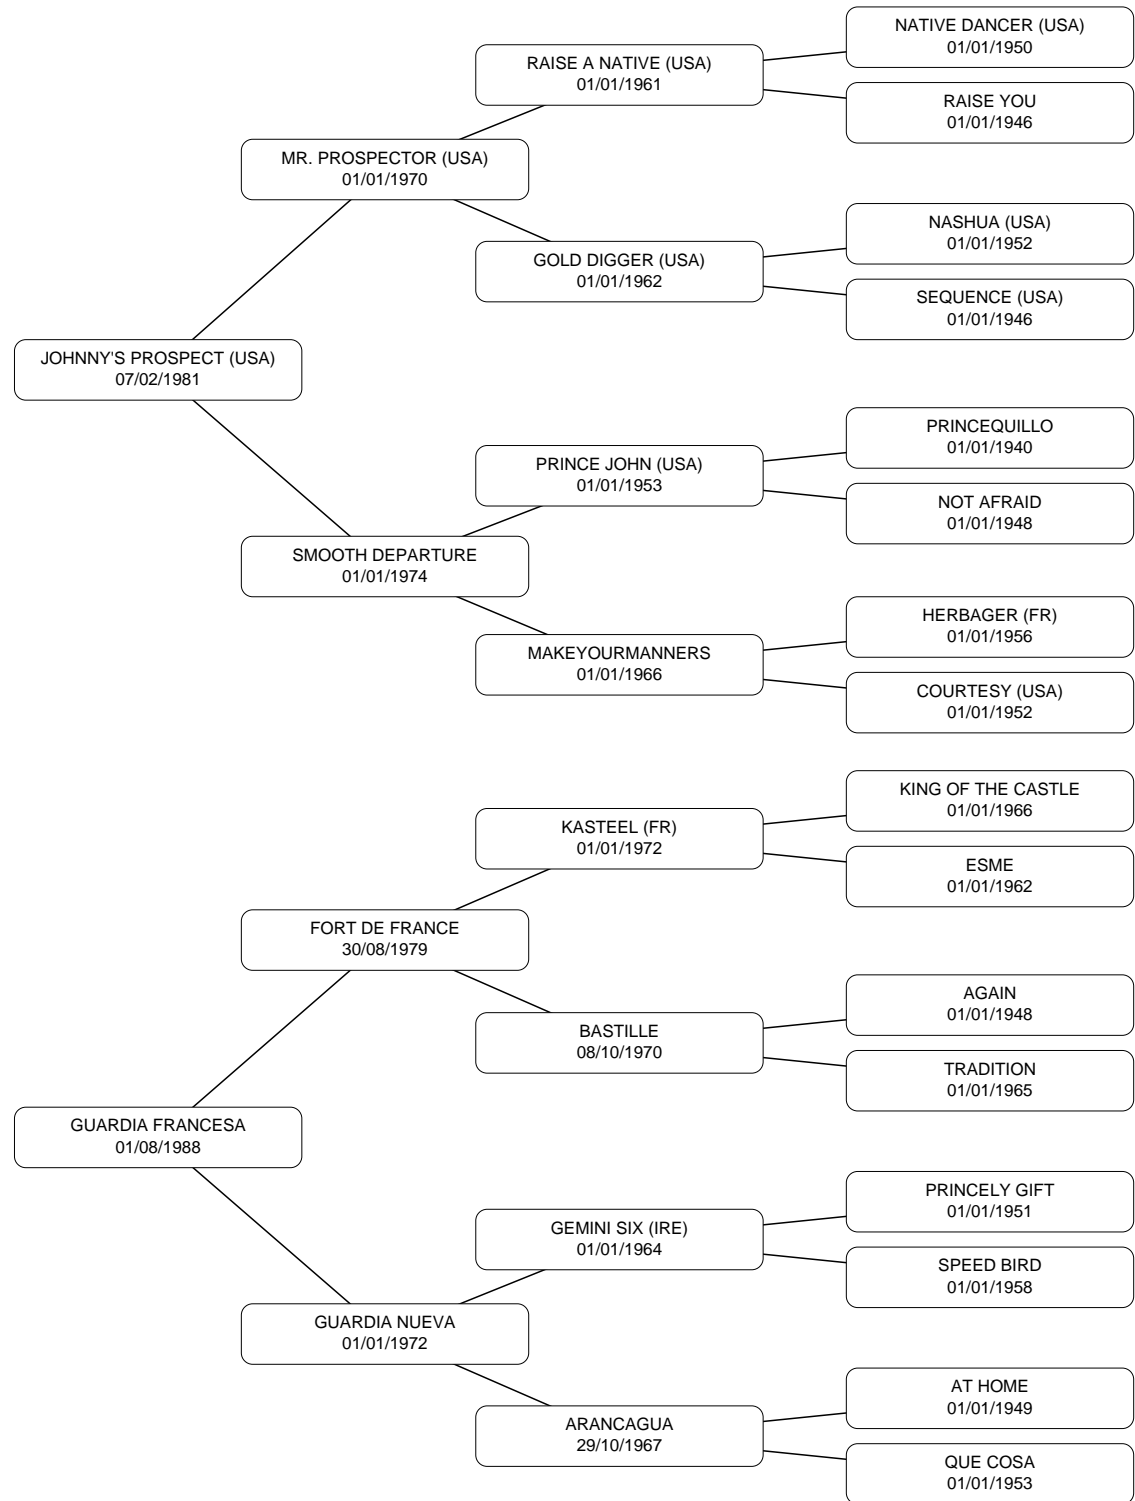 NATIVE DANCER (USA)
01/01/1950
RAISE A NATIVE (USA)
01/01/1961
RAISE YOU
01/01/1946
MR. PROSPECTOR (USA)
01/01/1970
NASHUA (USA)
01/01/1952
GOLD DIGGER (USA)
01/01/1962
SEQUENCE (USA)
01/01/1946
JOHNNY'S PROSPECT (USA)
07/02/1981
PRINCEQUILLO
01/01/1940
PRINCE JOHN (USA)
01/01/1953
NOT AFRAID
01/01/1948
SMOOTH DEPARTURE
01/01/1974
HERBAGER (FR)
01/01/1956
MAKEYOURMANNERS
01/01/1966
COURTESY (USA)
01/01/1952
KING OF THE CASTLE
01/01/1966
KASTEEL (FR)
01/01/1972
ESME
01/01/1962
FORT DE FRANCE
30/08/1979
AGAIN
01/01/1948
BASTILLE
08/10/1970
TRADITION
01/01/1965
GUARDIA FRANCESA
01/08/1988
PRINCELY GIFT
01/01/1951
GEMINI SIX (IRE)
01/01/1964
SPEED BIRD
01/01/1958
GUARDIA NUEVA
01/01/1972
AT HOME
01/01/1949
ARANCAGUA
29/10/1967
QUE COSA
01/01/1953